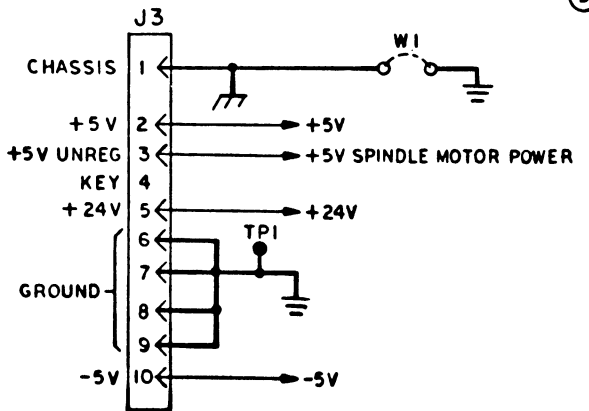 J3
CHASSIS 1 W1
+5V 2 +5V
+5V UNREG 3 +5V SPINDLE MOTOR POWER
KEY 4
+24V 5 +24V
6 TP1
7
GROUND
8
9
-5V 10 -5V